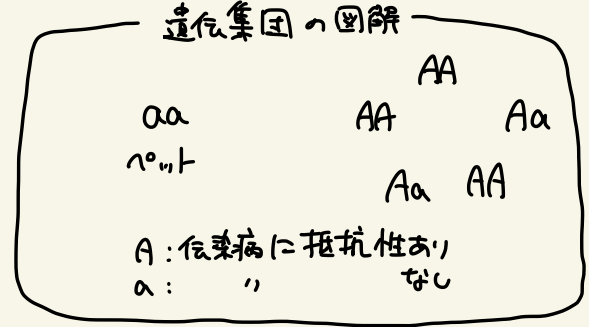 遺伝集団の図解
AA
aa AA Aa
ペット
Aa AA
A:伝染病に抵抗性あり
a: 〃 なし